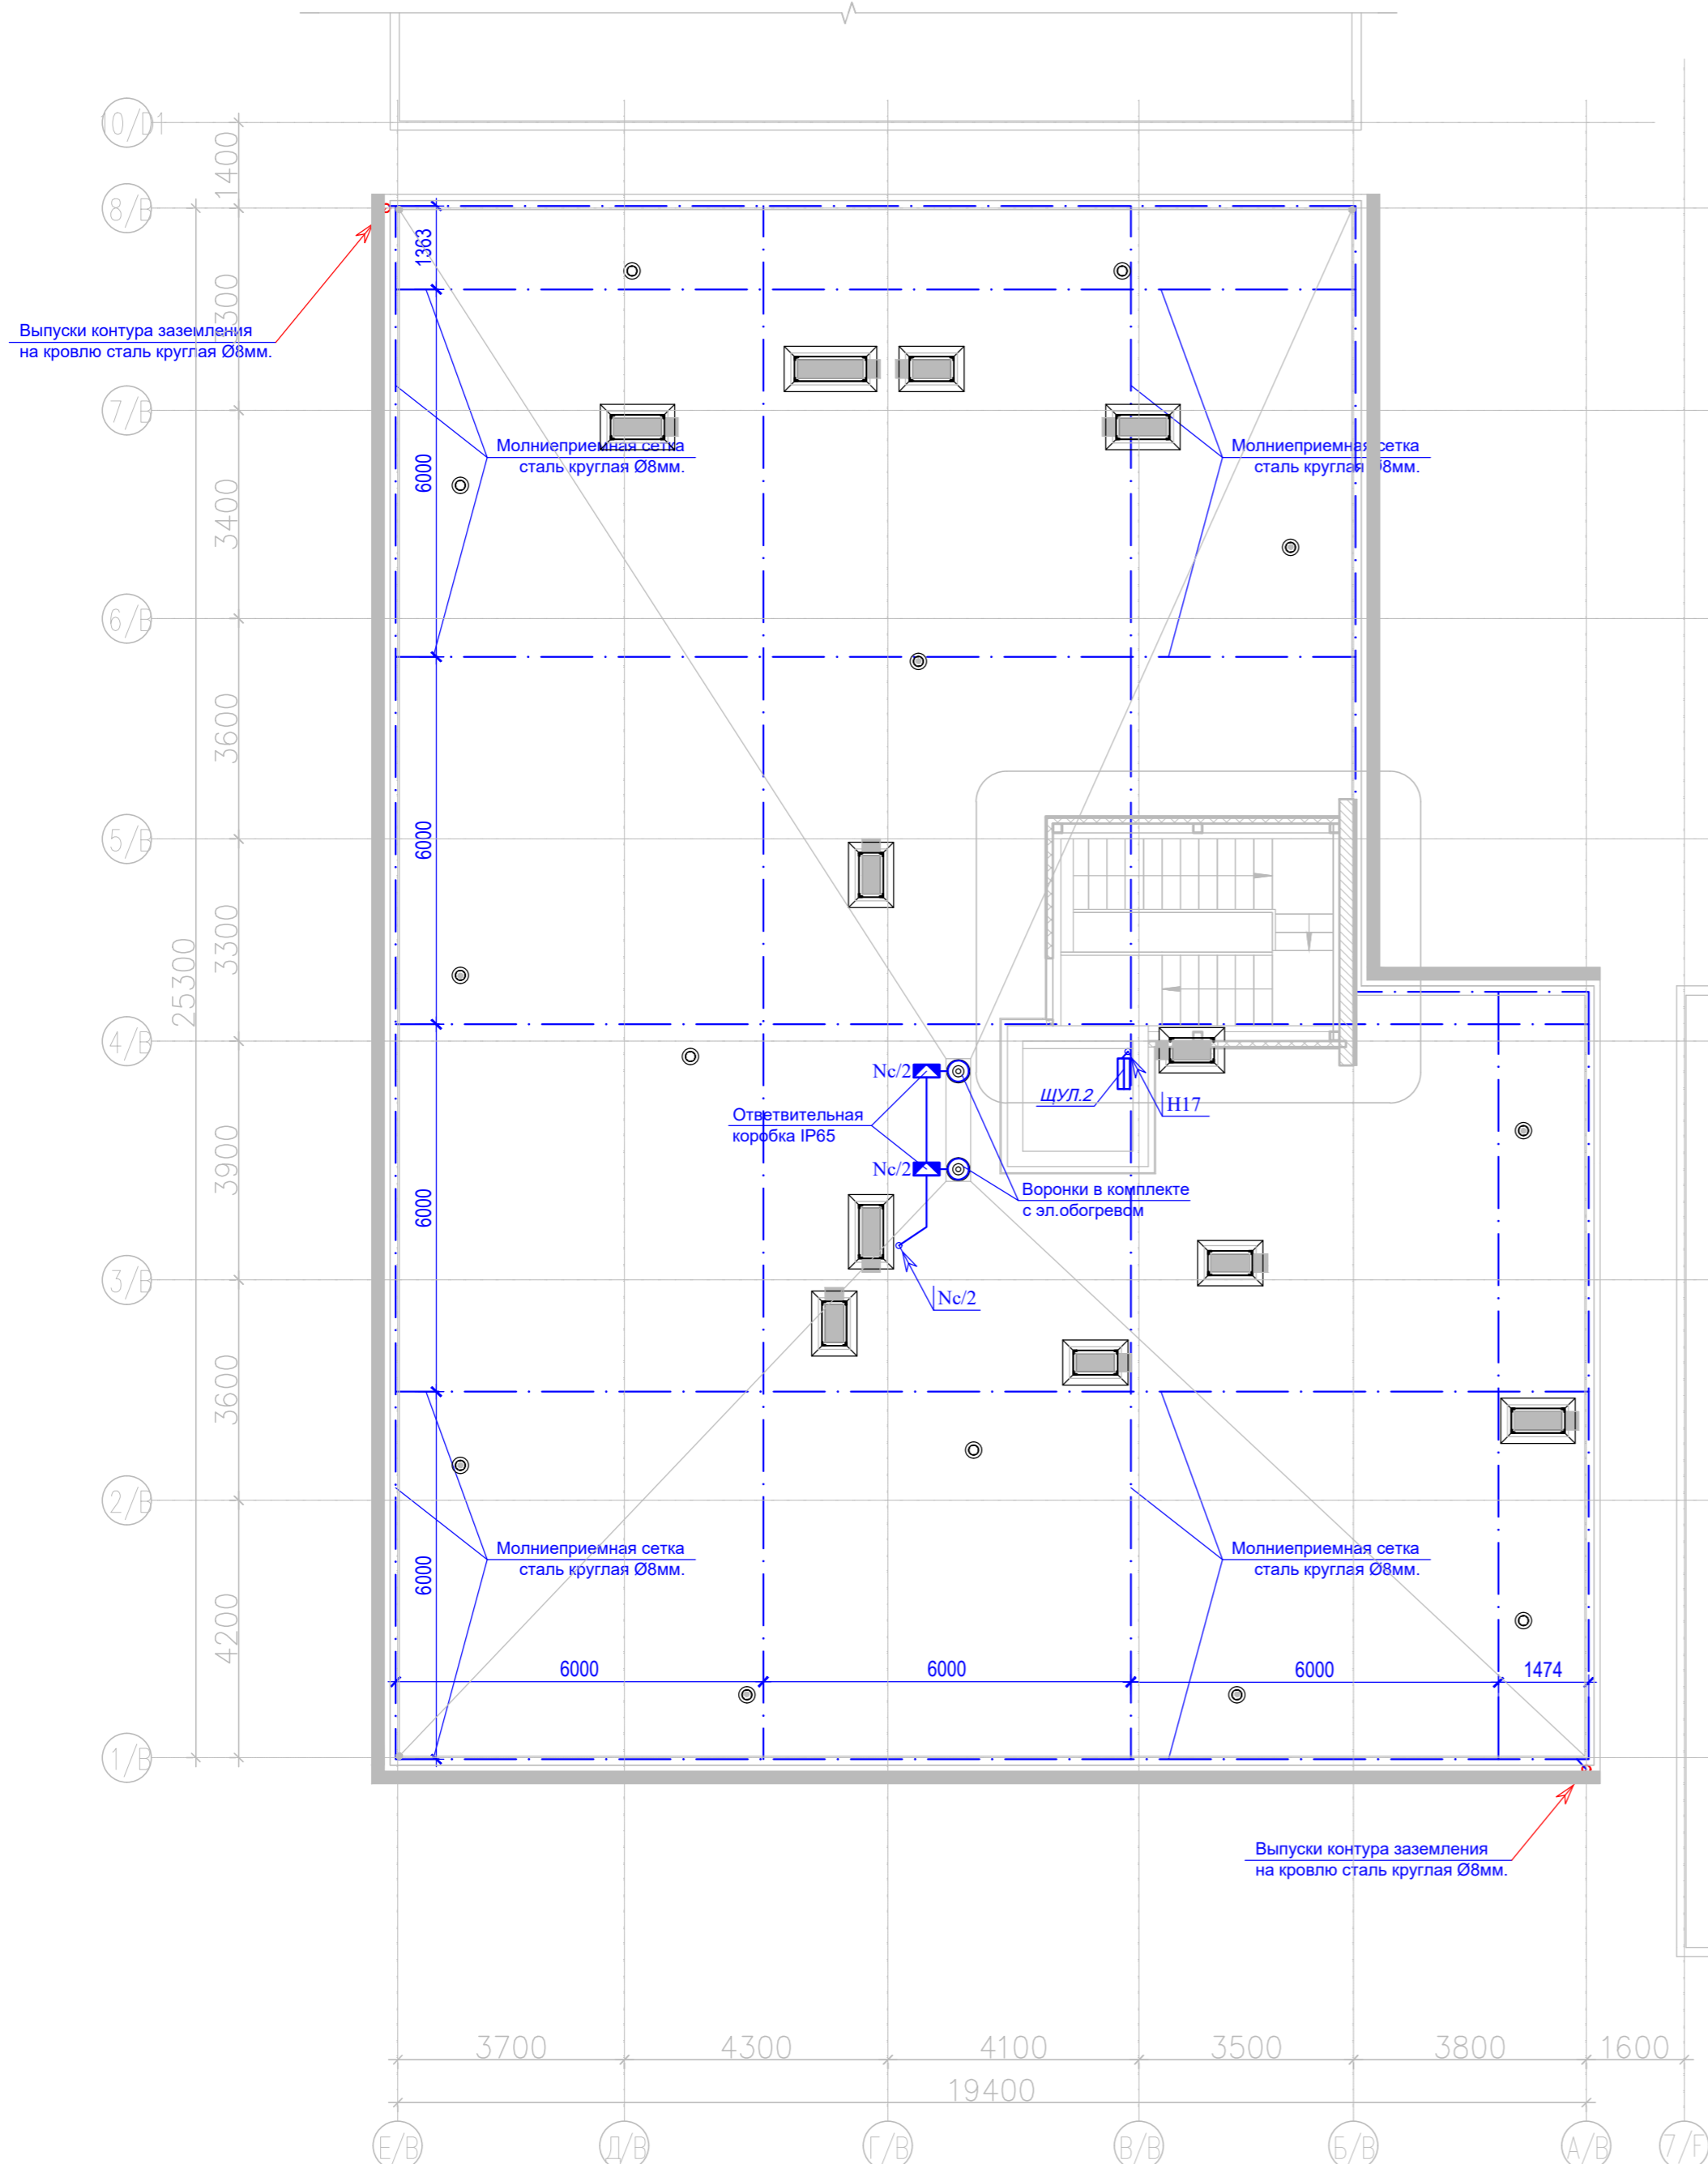 10/D1
1400
8/В
1363
3300
Выпуски контура заземления
на кровлю сталь круглая Ø8мм.
7/В
Молниеприемная сетка
сталь круглая Ø8мм.
Молниеприемная сетка
сталь круглая Ø8мм.
6000
3400
6/В
3600
6000
5/В
3300
25300
4/В
Nc/2
ЩУЛ.2
Н17
Ответвительная
коробка IP65
Nc/2
3900
6000
Воронки в комплекте
с эл.обогревом
3/В
Nc/2
3600
2/В
Молниеприемная сетка
сталь круглая Ø8мм.
Молниеприемная сетка
сталь круглая Ø8мм.
6000
4200
6000
6000
6000
1474
1/В
Выпуски контура заземления
на кровлю сталь круглая Ø8мм.
3700
4300
4100
3500
3800
1600
19400
Е/В
Д/В
Г/В
В/В
Б/В
А/В